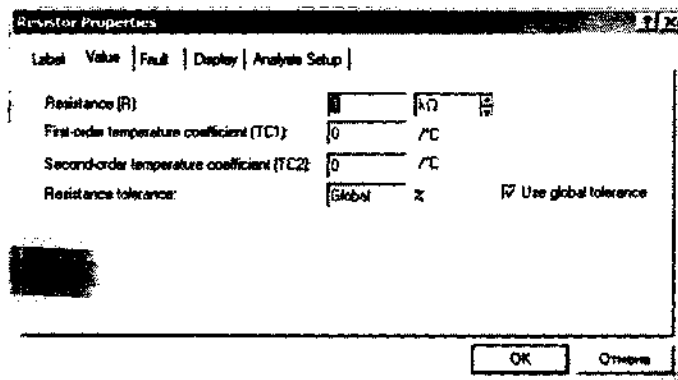 Resistor Properties
Label Value Fault Display Analysis Setup
Resistance (R): kΩ
First-order temperature coefficient (TC1): 0 /°C
Second-order temperature coefficient (TC2): 0 /°C
Resistance tolerance: Global % Use global tolerance
OK Отмена